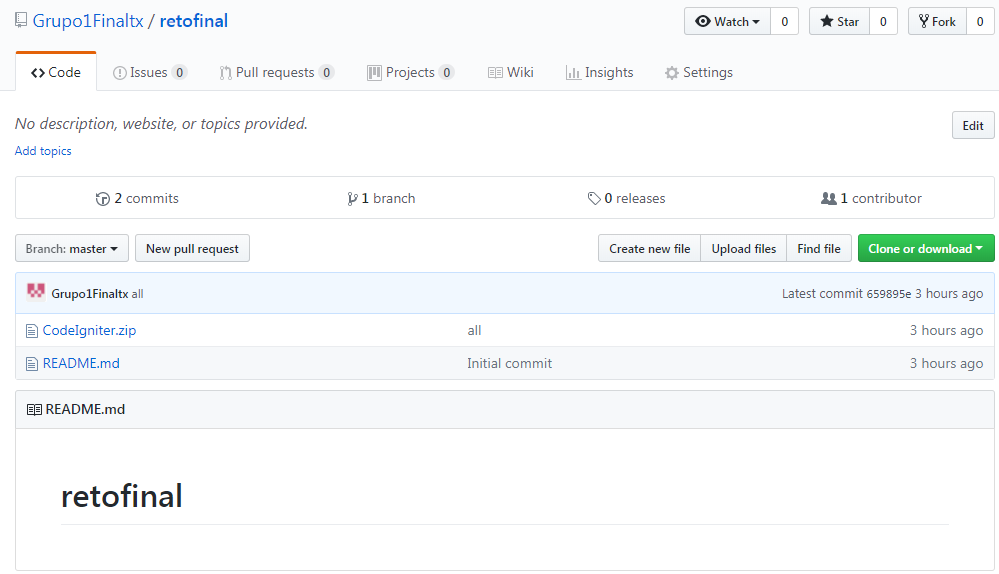 Grupo1Finaltx / retofinal Watch 0 Star 0 Fork 0
Code Issues 0 Pull requests 0 Projects 0 Wiki Insights Settings
No description, website, or topics provided. Edit
Add topics
2 commits 1 branch 0 releases 1 contributor
Branch: master New pull request Create new file Upload files Find file Clone or download
Grupo1Finaltx all Latest commit 659895e 3 hours ago
CodeIgniter.zip all 3 hours ago
README.md Initial commit 3 hours ago
README.md
retofinal